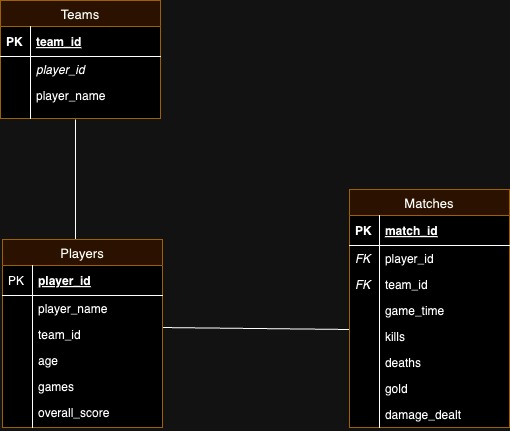 Teams
PK team_id
player_id
player_name
Players
PK player_id
player_name
team_id
age
games
overall_score
Matches
PK match_id
FK player_id
FK team_id
game_time
kills
deaths
gold
damage_dealt